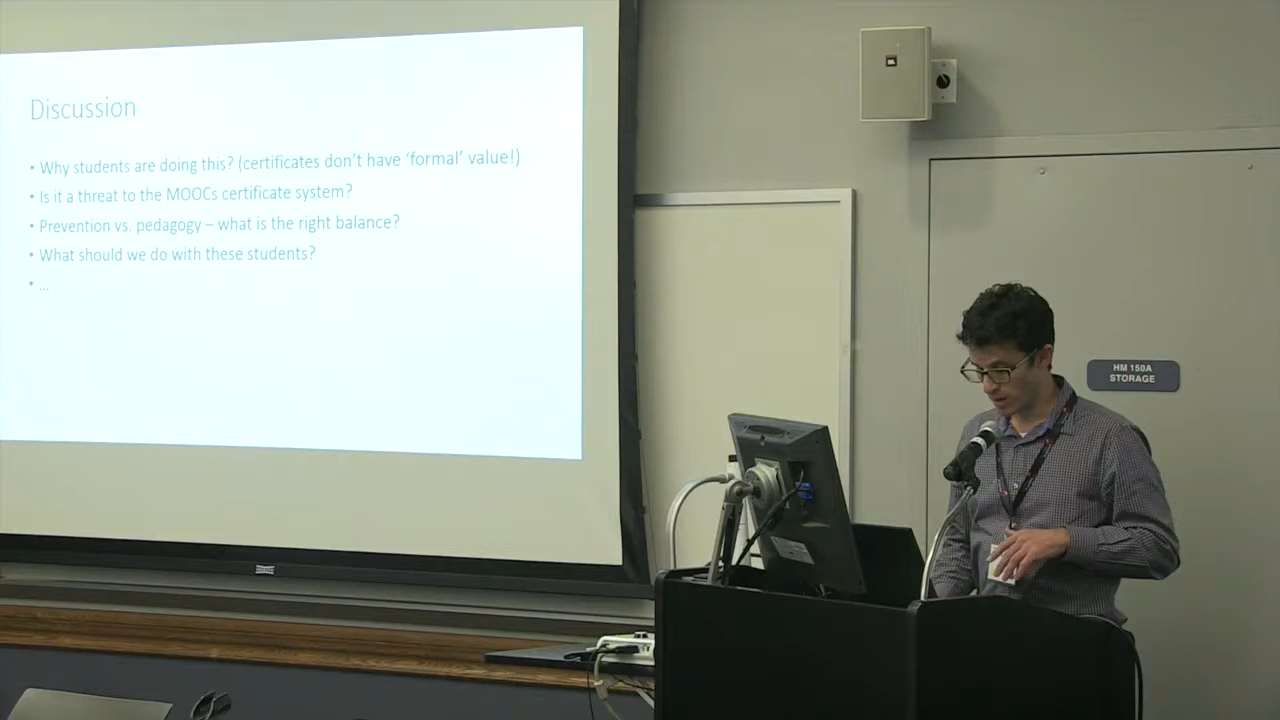 Discussion
• Why students are doing this? (certificates don't have ‘formal’ value!)
• Is it a threat to the MOOCs certificate system?
• Prevention vs. pedagogy – what is the right balance?
• What should we do with these students?
• ...
JBL
HM 150A
STORAGE